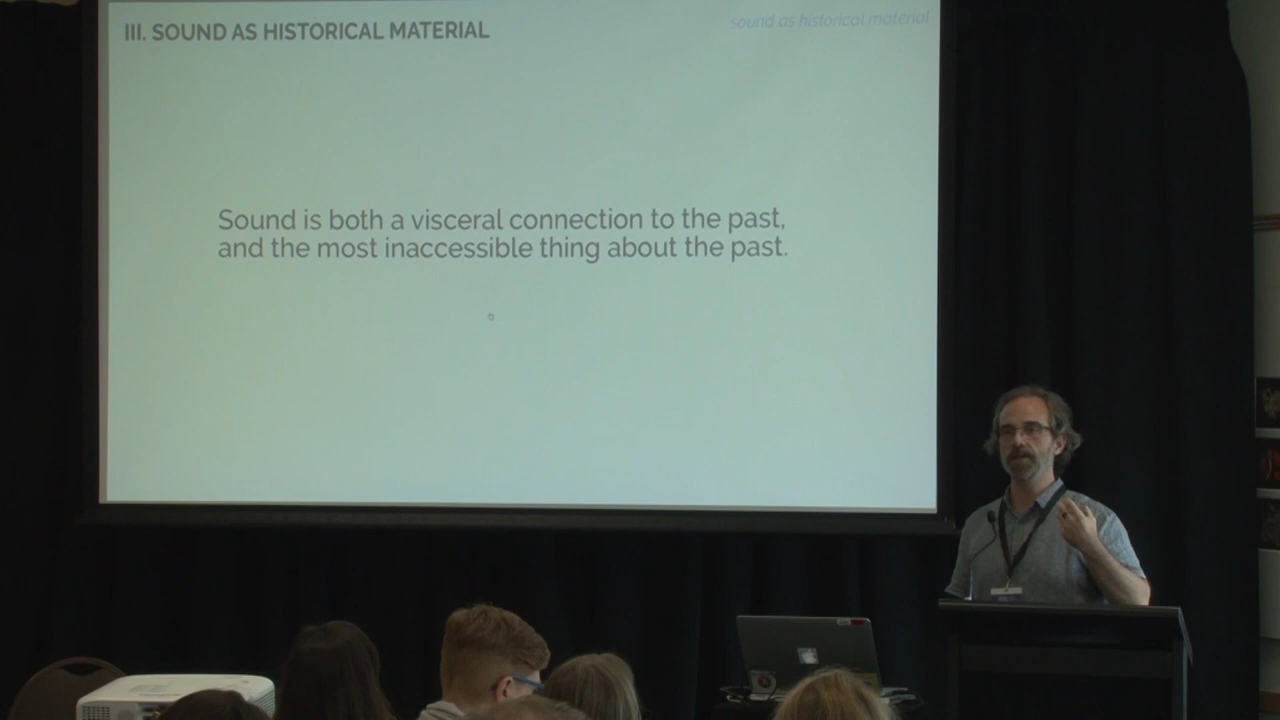 III. SOUND AS HISTORICAL MATERIAL
sound as historical material
Sound is both a visceral connection to the past,
and the most inaccessible thing about the past.